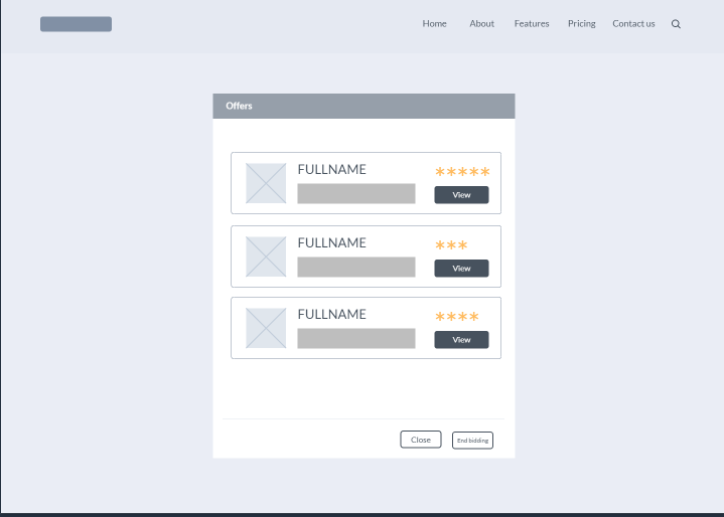 Home About Features Pricing Contact us
Offers
FULLNAME
*****
View
FULLNAME
***
View
FULLNAME
****
View
Close End bidding